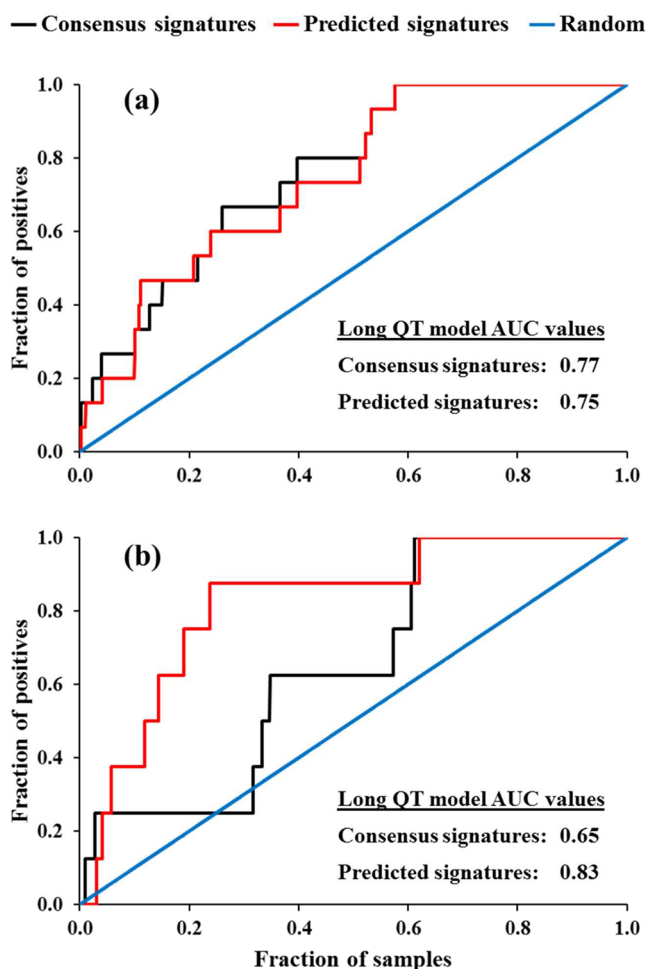 Consensus signatures Predicted signatures Random
(a)
Fraction of positives
1.0
0.8
0.6
0.4
0.2
0.0
Long QT model AUC values
Consensus signatures: 0.77
Predicted signatures: 0.75
0.0 0.2 0.4 0.6 0.8 1.0
(b)
Fraction of positives
1.0
0.8
0.6
0.4
0.2
0.0
Long QT model AUC values
Consensus signatures: 0.65
Predicted signatures: 0.83
0.0 0.2 0.4 0.6 0.8 1.0
Fraction of samples